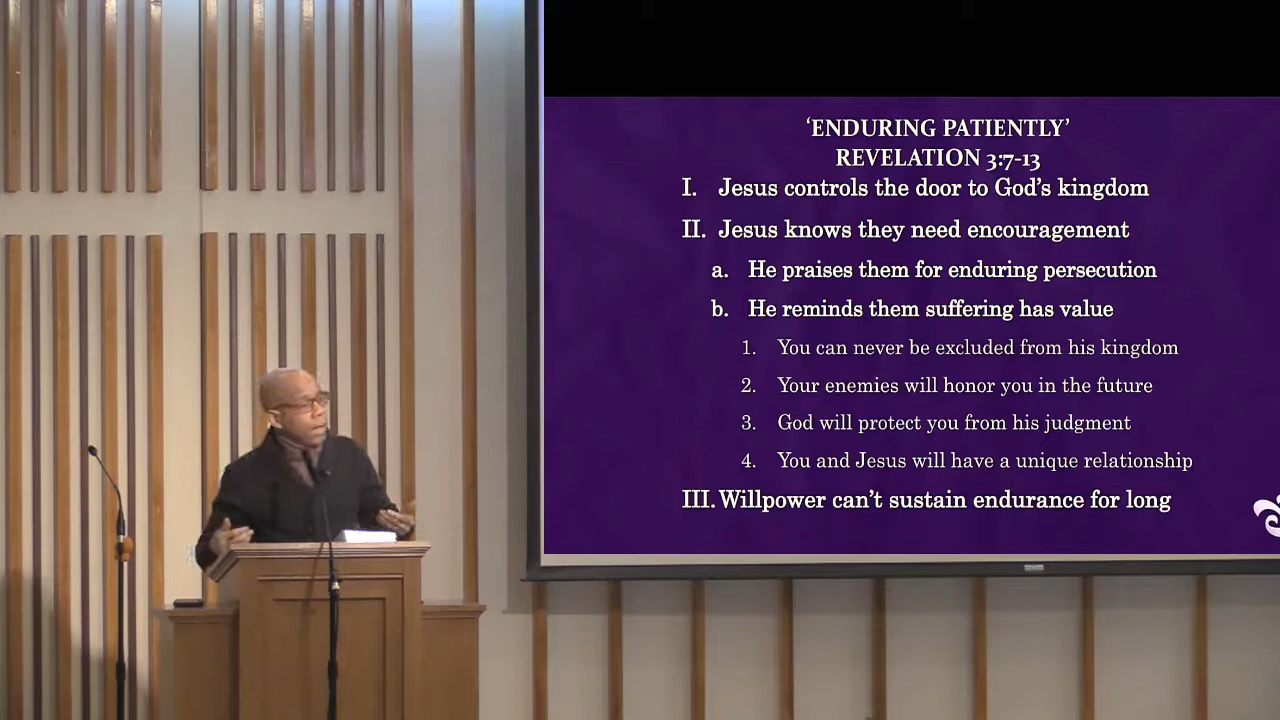 ‘ENDURING PATIENTLY’
REVELATION 3:7-13
I. Jesus controls the door to God’s kingdom
II. Jesus knows they need encouragement
a. He praises them for enduring persecution
b. He reminds them suffering has value
1. You can never be excluded from his kingdom
2. Your enemies will honor you in the future
3. God will protect you from his judgment
4. You and Jesus will have a unique relationship
III. Willpower can’t sustain endurance for long